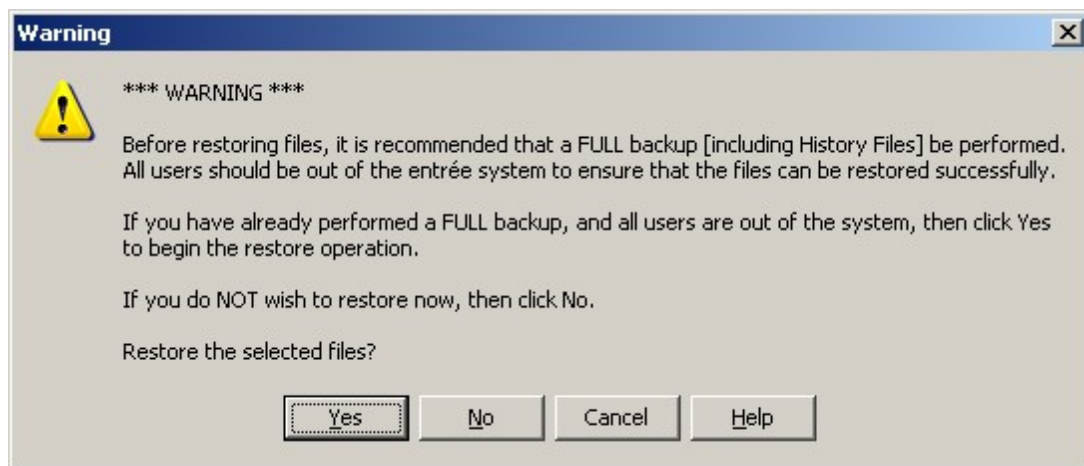 Warning
*** WARNING ***
Before restoring files, it is recommended that a FULL backup [including History Files] be performed.
All users should be out of the entrée system to ensure that the files can be restored successfully.
If you have already performed a FULL backup, and all users are out of the system, then click Yes
to begin the restore operation.
If you do NOT wish to restore now, then click No.
Restore the selected files?
Yes No Cancel Help